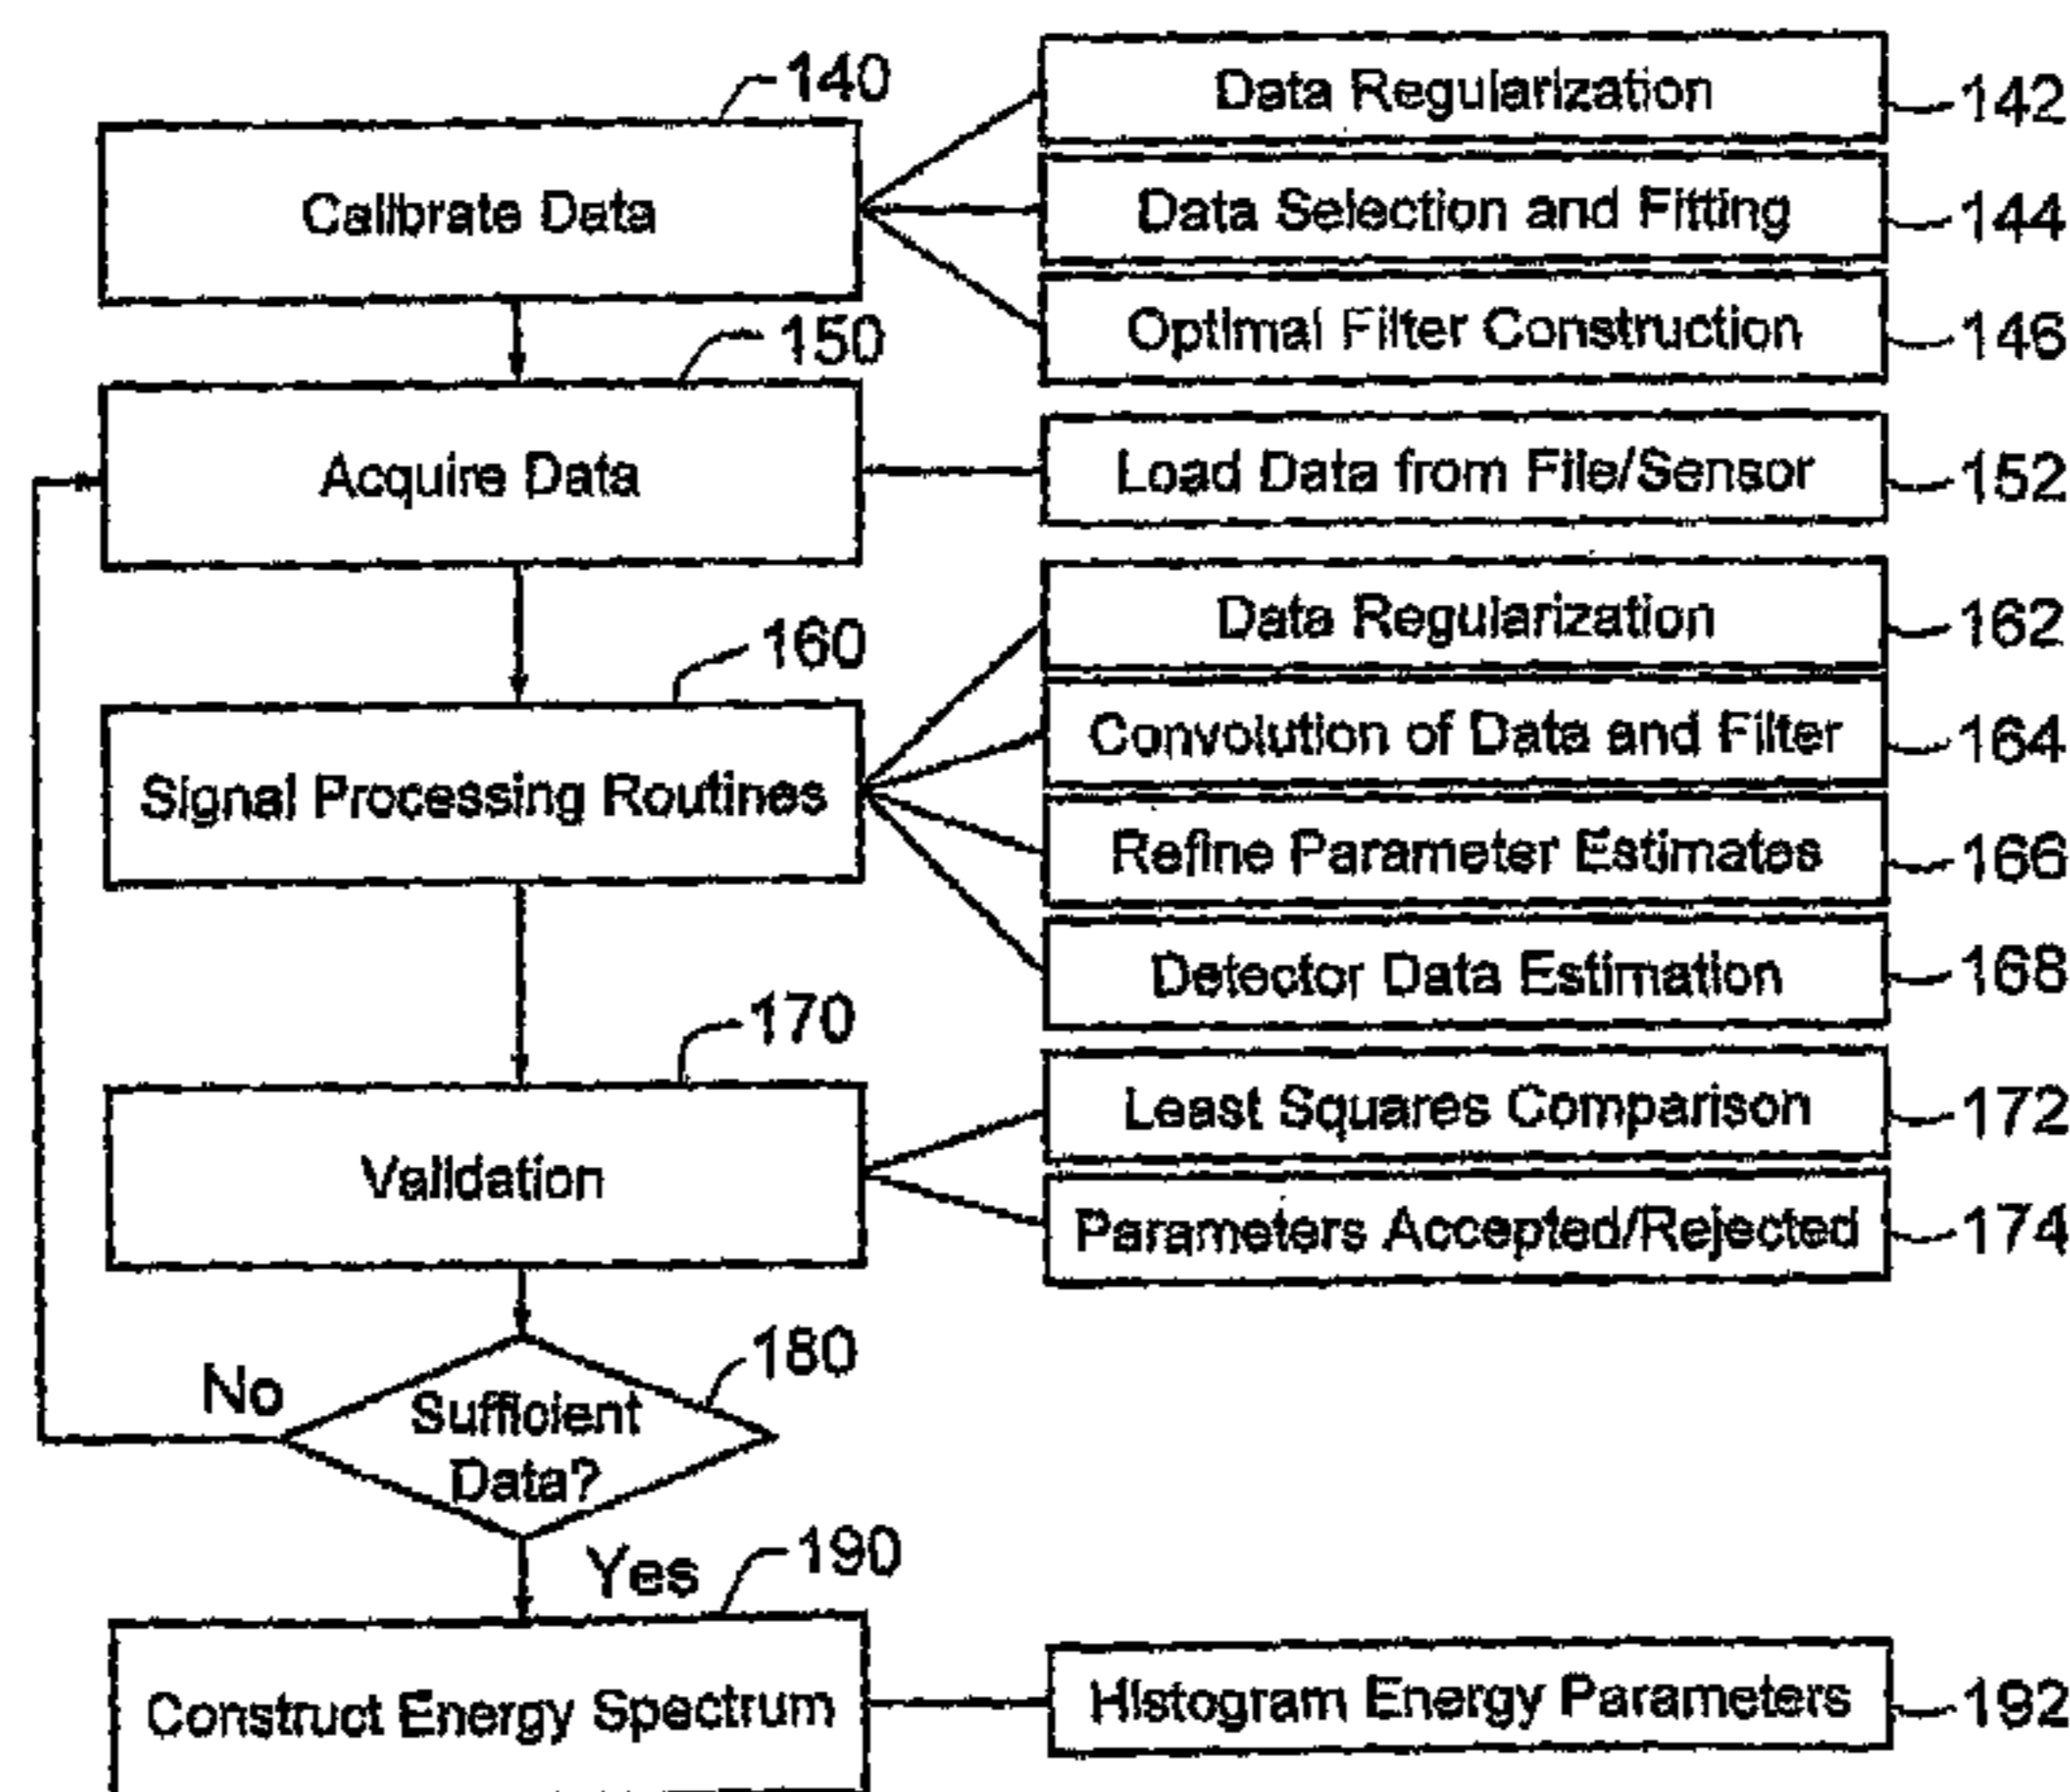 140
Calibrate Data
Data Regularization
142
Data Selection and Fitting
144
Optimal Filter Construction
146
150
Acquire Data
Load Data from File/Sensor
152
160
Signal Processing Routines
Data Regularization
162
Convolution of Data and Filter
164
Refine Parameter Estimates
166
Detector Data Estimation
168
170
Validation
Least Squares Comparison
172
Parameters Accepted/Rejected
174
180
Sufficient
Data?
No
Yes
190
Construct Energy Spectrum
Histogram Energy Parameters
192